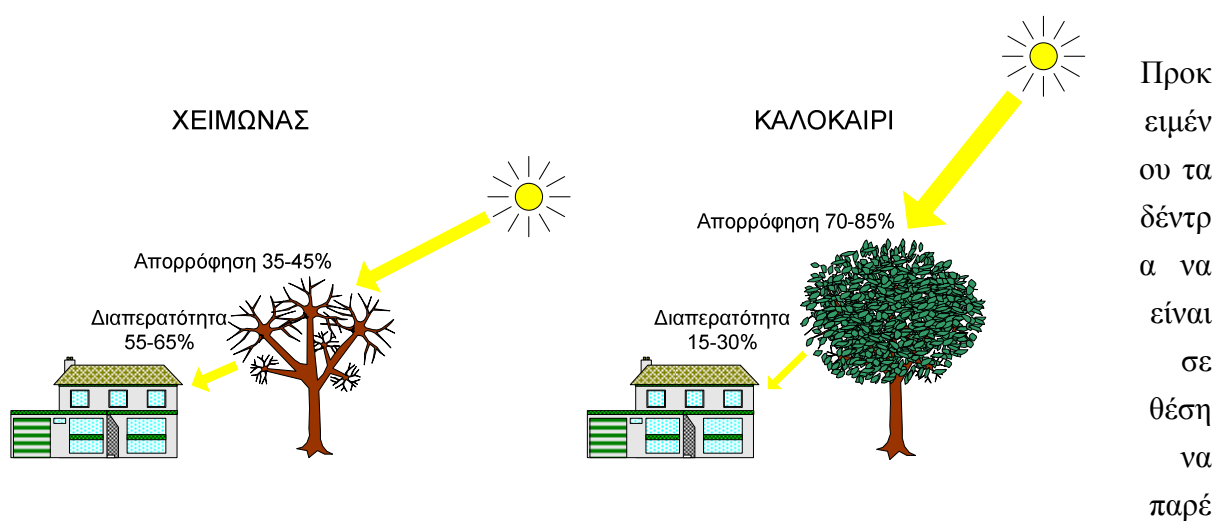 ΧΕΙΜΩΝΑΣ
Απορρόφηση 35-45%
Διαπερατότητα
55-65%
ΚΑΛΟΚΑΙΡΙ
Απορρόφηση 70-85%
Διαπερατότητα
15-30%
Προκ
ειμέν
ου τα
δέντρ
α να
είναι
σε
θέση
να
παρέ